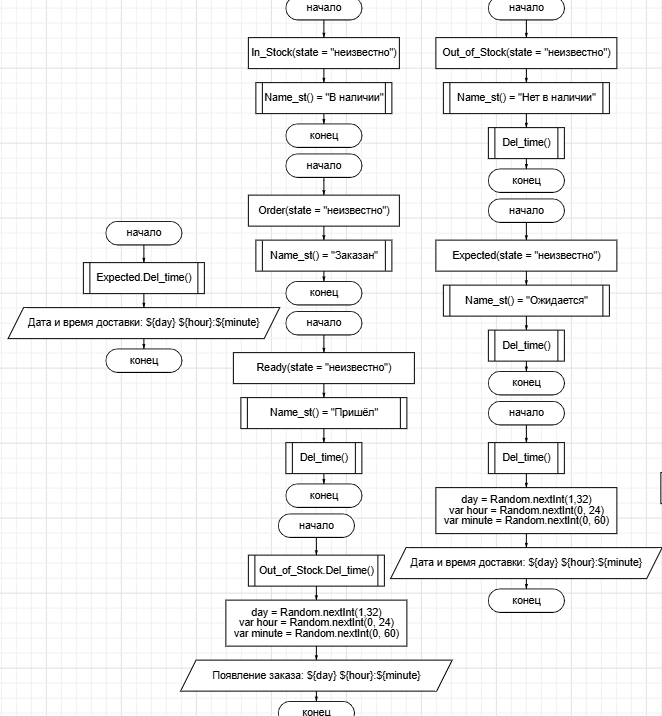 начало
In_Stock(state = "неизвестно")
Name_st() = "В наличии"
конец
начало
Order(state = "неизвестно")
Name_st() = "Заказан"
конец
начало
Ready(state = "неизвестно")
Name_st() = "Пришёл"
Del_time()
конец
начало
Out_of_Stock.Del_time()
day = Random.nextInt(1,32)
var hour = Random.nextInt(0, 24)
var minute = Random.nextInt(0, 60)
Появление заказа: ${day} ${hour}:${minute}
конец
начало
Expected.Del_time()
Дата и время доставки: ${day} ${hour}:${minute}
конец
начало
Out_of_Stock(state = "неизвестно")
Name_st() = "Нет в наличии"
Del_time()
конец
начало
Expected(state = "неизвестно")
Name_st() = "Ожидается"
Del_time()
конец
начало
Del_time()
day = Random.nextInt(1,32)
var hour = Random.nextInt(0, 24)
var minute = Random.nextInt(0, 60)
Дата и время доставки: ${day} ${hour}:${minute}
конец